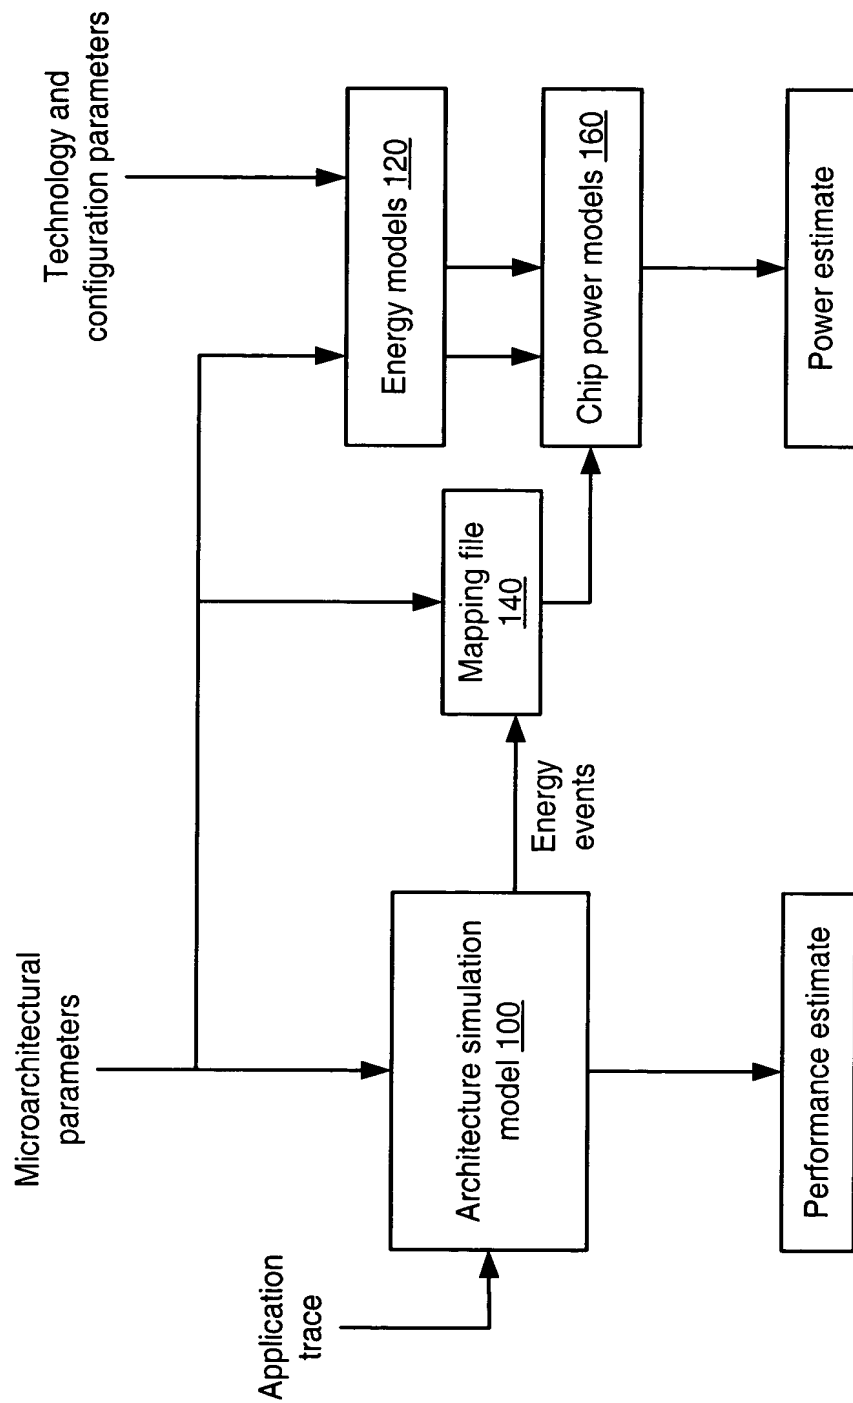 Microarchitectural
parameters
Technology and
configuration parameters
Application
trace
Architecture simulation
model 100
Energy
events
Mapping file
140
Energy models 120
Chip power models 160
Performance estimate
Power estimate